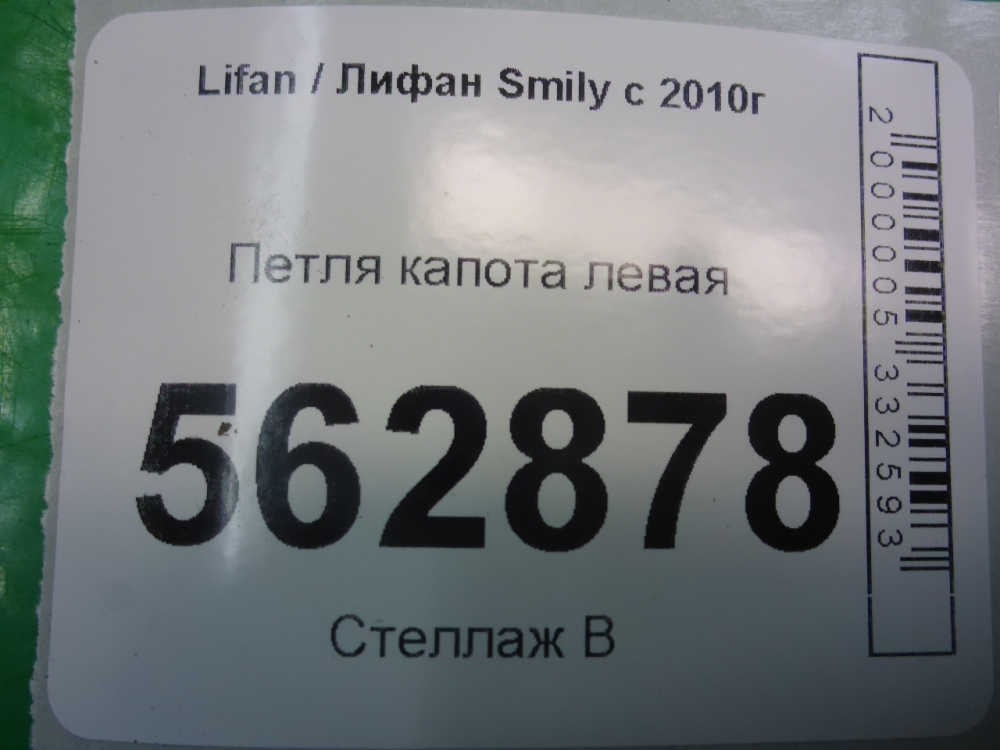 Lifan / Лифан Smily с 2010г
Петля капота левая
562878
Стеллаж В
2000005332593